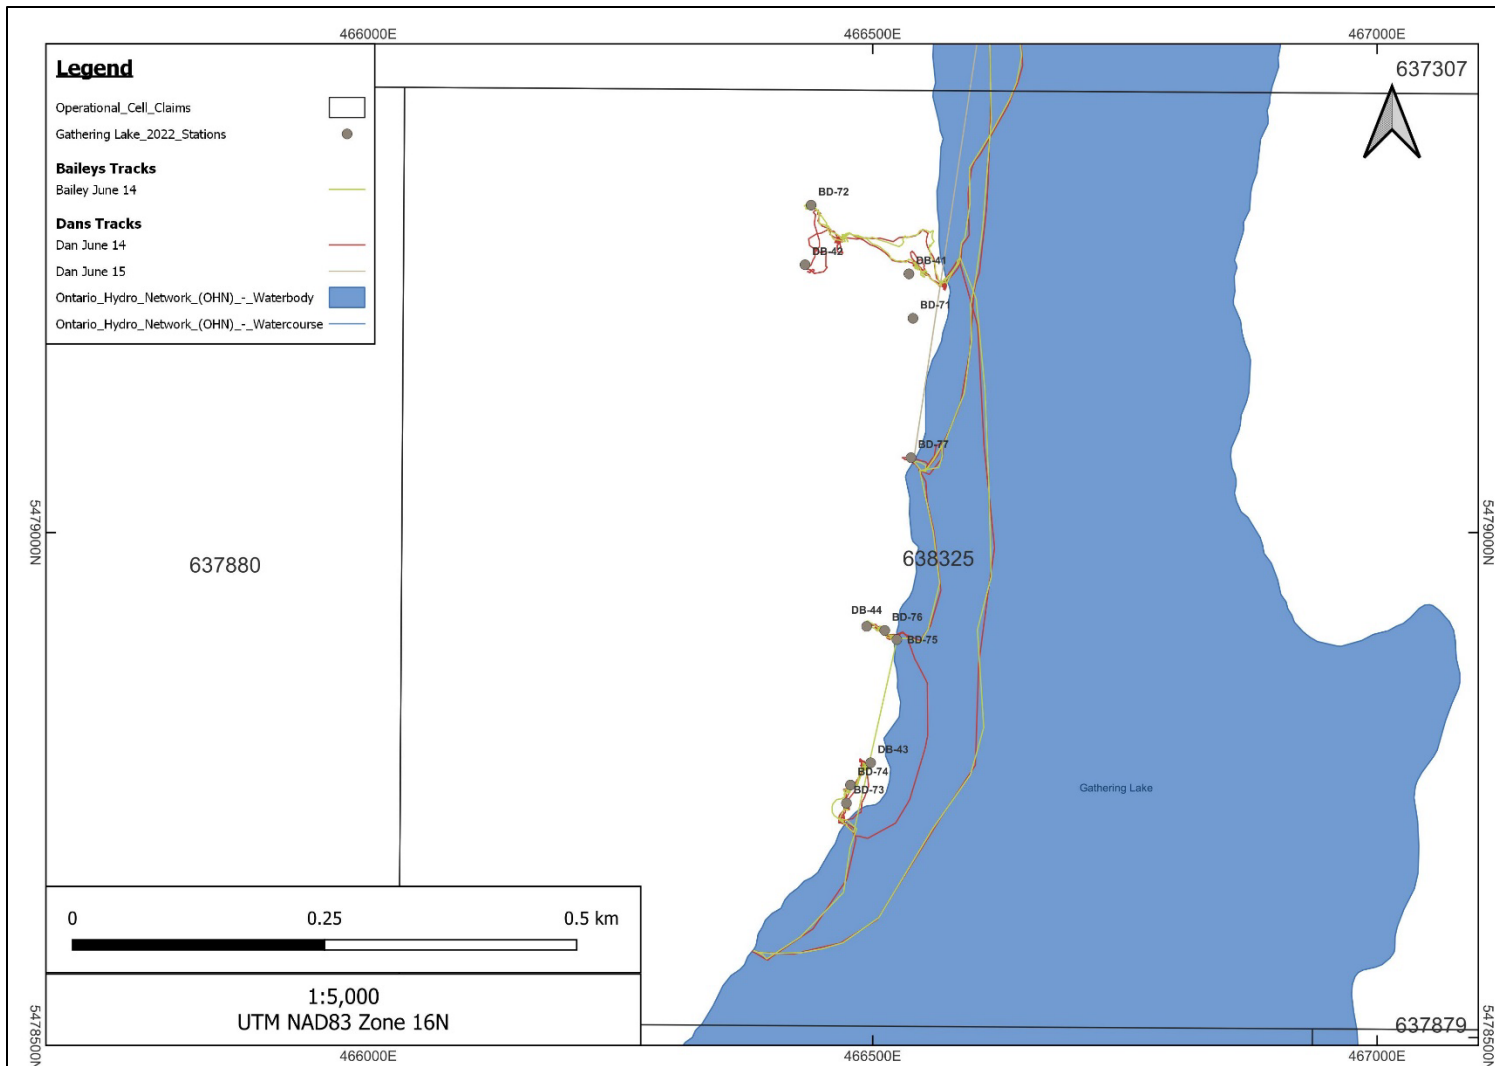 466000E
466500E
467000E
Legend
Operational_Cell_Claims
Gathering Lake_2022_Stations
Baileys Tracks
Bailey June 14
Dans Tracks
Dan June 14
Dan June 15
Ontario_Hydro_Network_(OHN)_-_Waterbody
Ontario_Hydro_Network_(OHN)_-_Watercourse
637307
BD-72
DB-42
BD-71
BD-77
5479000N
5479000N
637880
638325
DB-44
BD-76
BD-75
DB-43
BD-74
BD-73
Gathering Lake
0
0.25
0.5 km
1:5,000
UTM NAD83 Zone 16N
637879
5478500N
5478500N
466000E
466500E
467000E